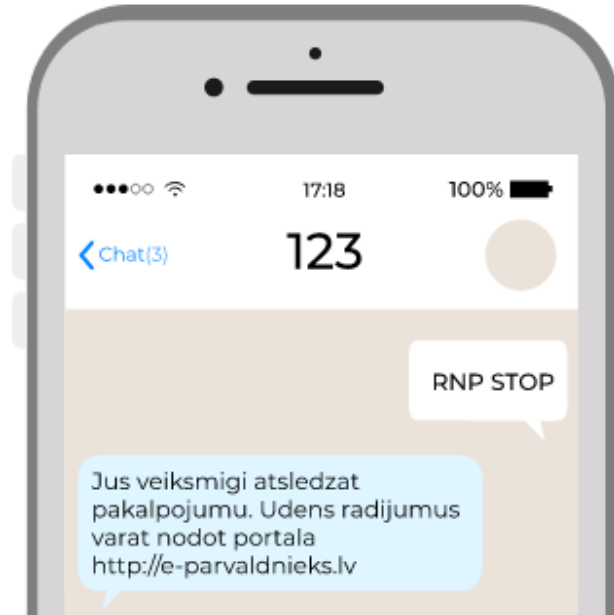 17:18
100%
Chat(3)
123
RNP STOP
Jus veiksmigi atsledzat
pakalpojumu. Udens radijumus
varat nodot portala
http://e-parvaldnieks.lv